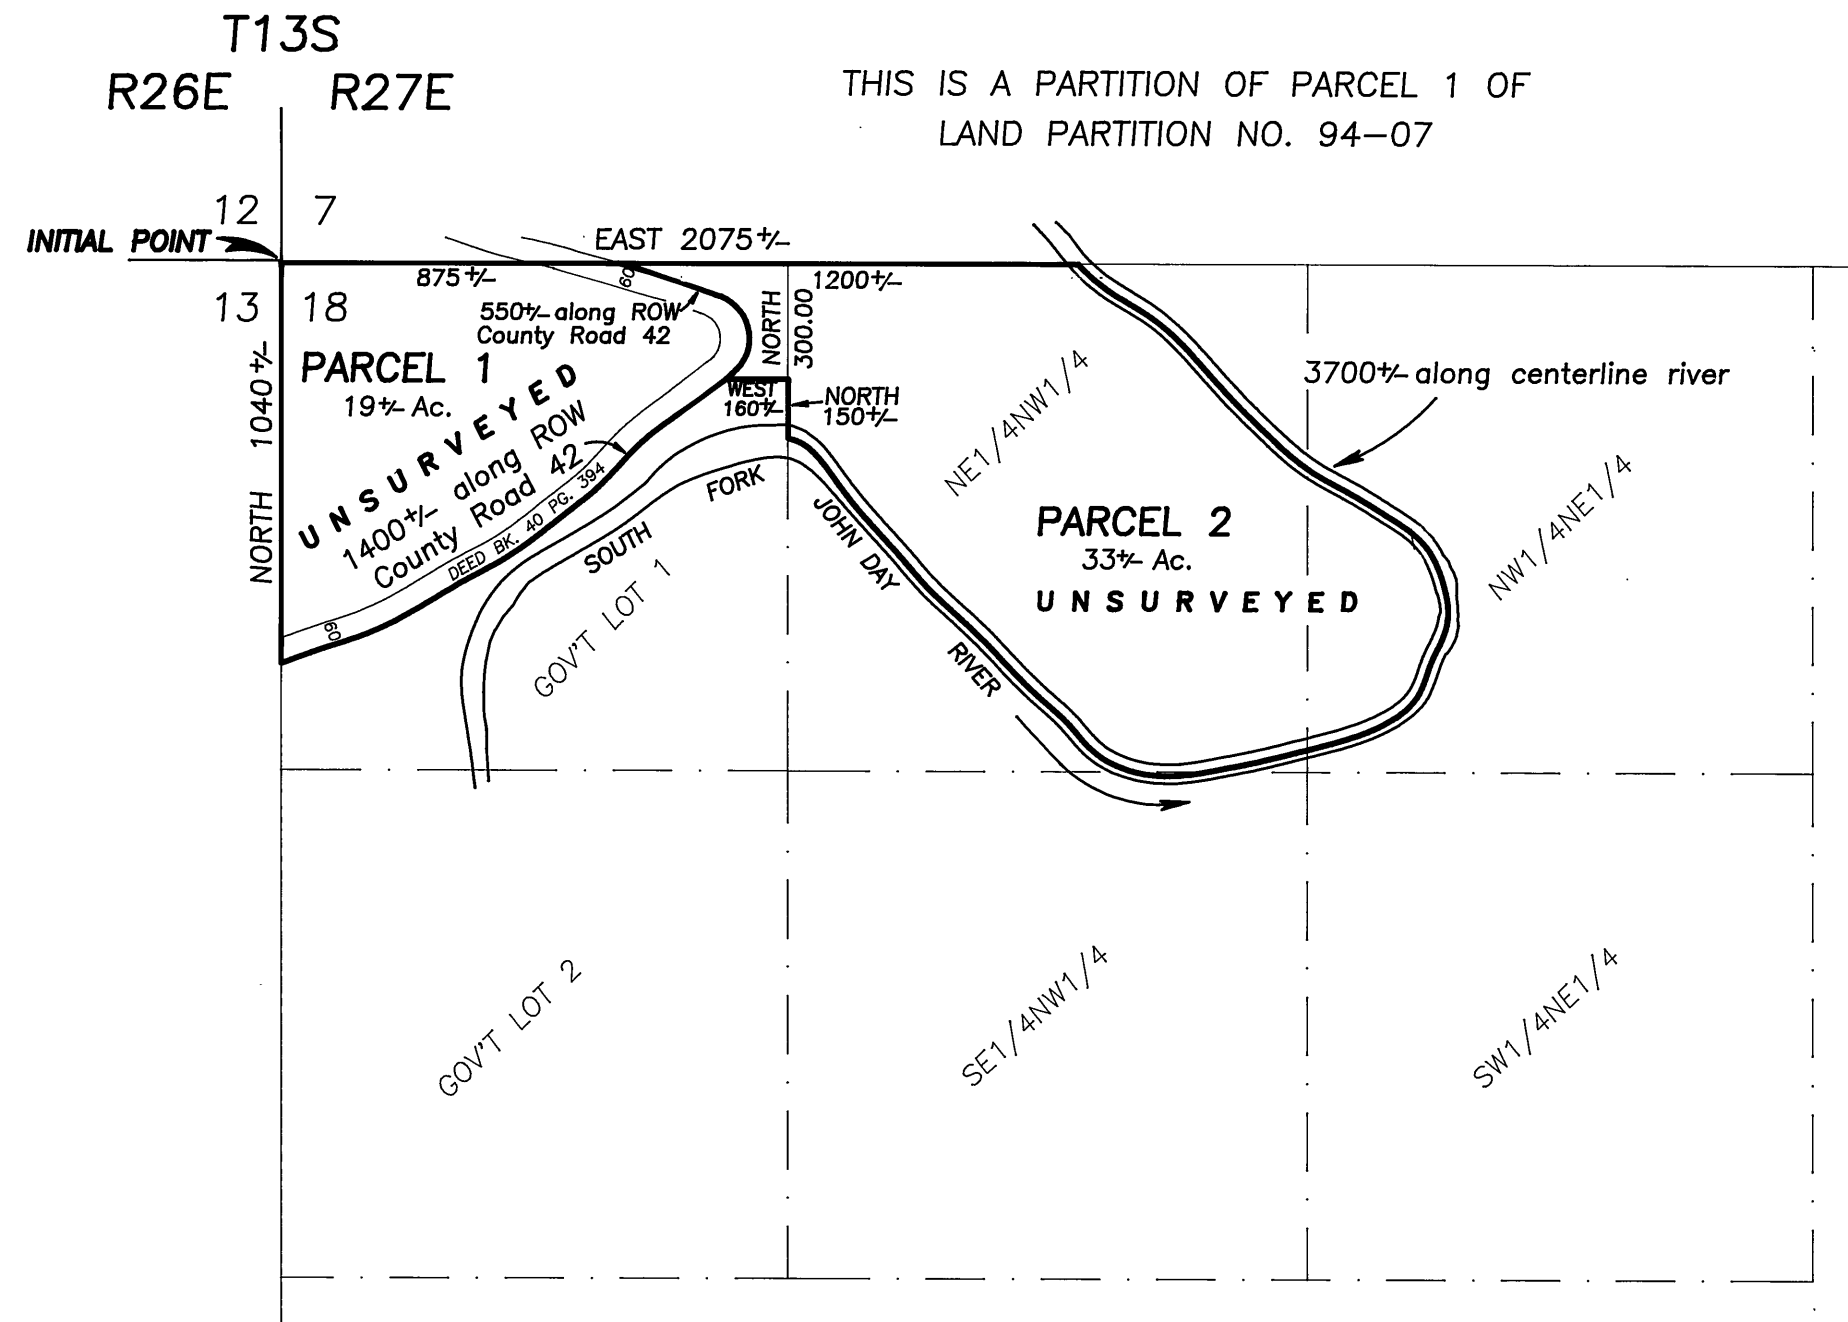 T13S
R26E R27E
THIS IS A PARTITION OF PARCEL 1 OF
LAND PARTITION NO. 94-07
12 7
INITIAL POINT
EAST 2075+/-
875+/-
60
1200+/-
13 18
550+/- along ROW
County Road 42
NORTH
300.00
PARCEL 1
19+/- Ac.
UNSURVEYED
1400+/- along ROW
County Road 42
DEED BK. 40 PG. 394
60
NORTH 1040+/-
WEST
160+/-
NORTH
150+/-
NE1/4NW1/4
3700+/- along centerline river
NW1/4NE1/4
SOUTH FORK JOHN DAY RIVER
GOV'T LOT 1
PARCEL 2
33+/- Ac.
UNSURVEYED
GOV'T LOT 2
SE1/4NW1/4
SW1/4NE1/4